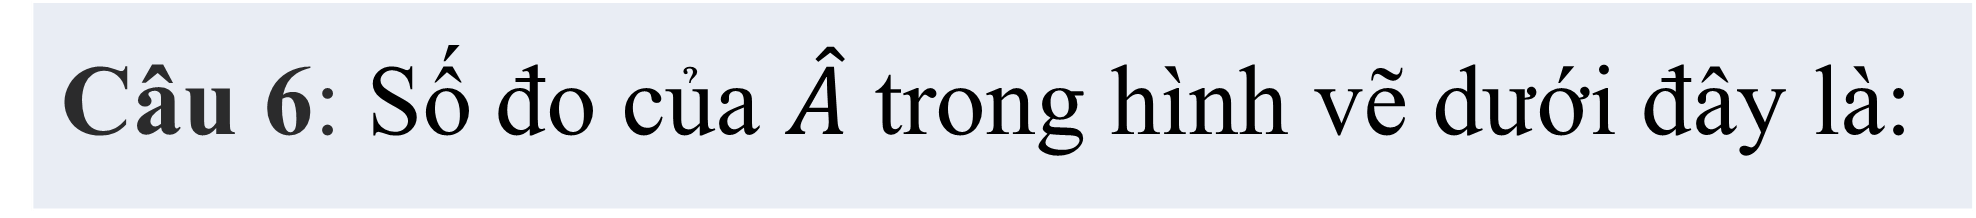 Câu 6: Số đo của Â trong hình vẽ dưới đây là: